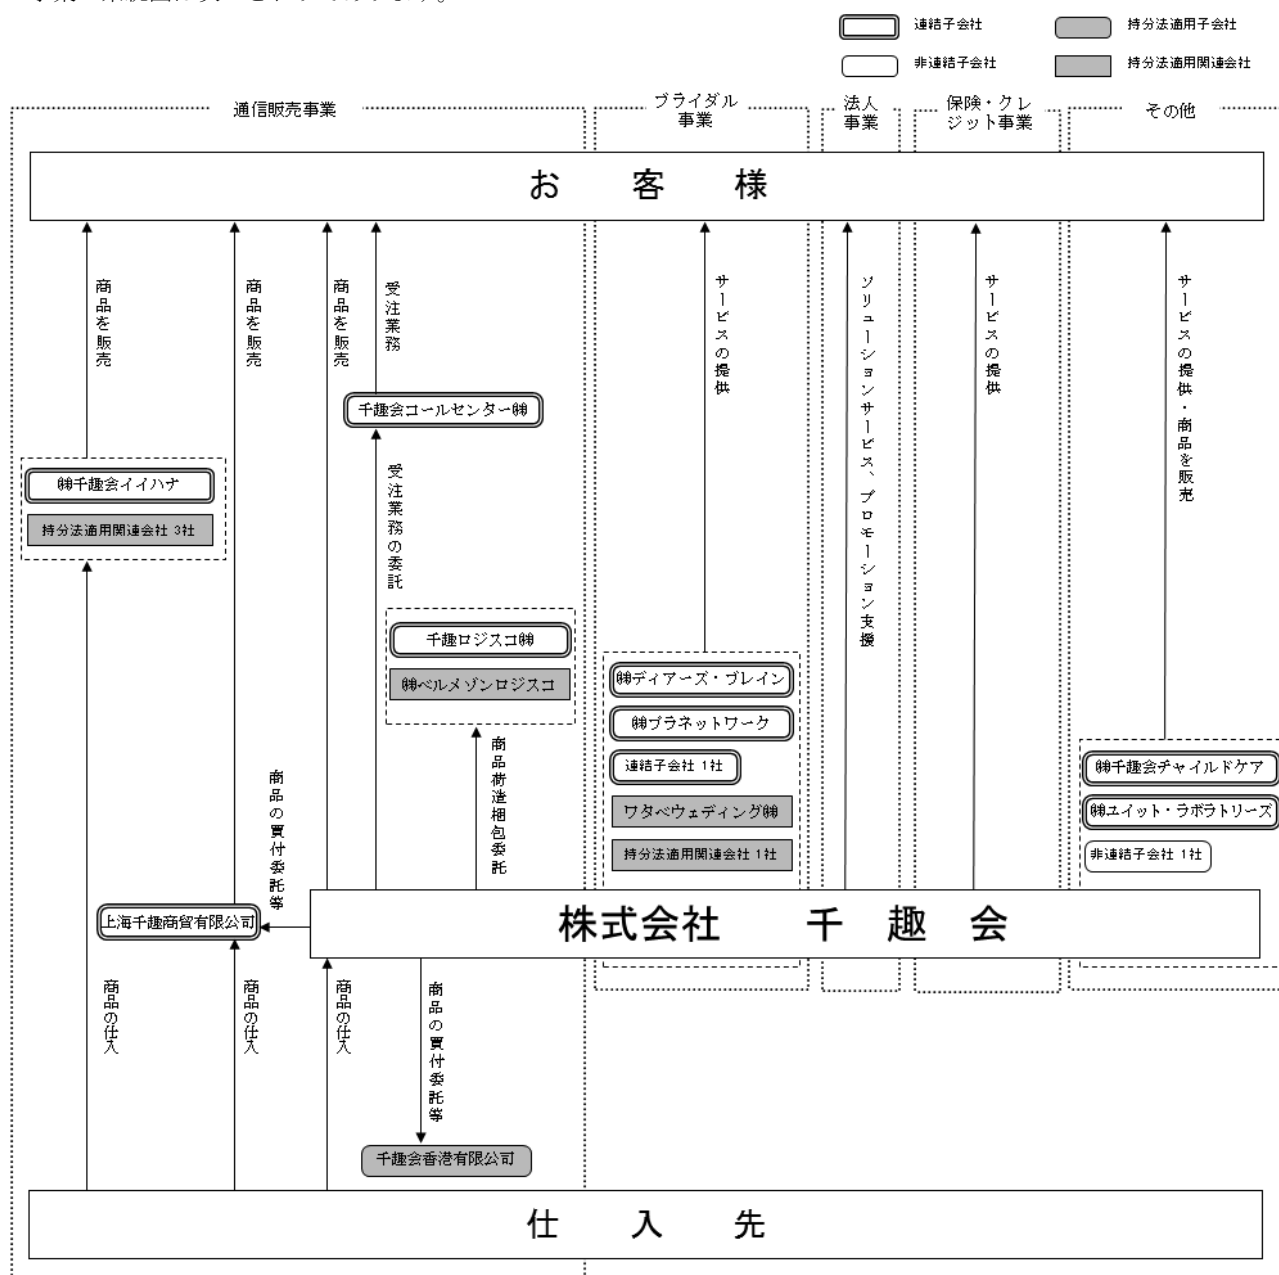 連結子会社
持分法適用子会社
非連結子会社
持分法適用関連会社
通信販売事業
ブライダル
事業
法人
事業
保険・クレ
ジット事業
その他
お 客 様
商品を販売
商品を販売
商品を販売
受注業務
サービスの提供
ソリューションサービス、プロモーション支援
サービスの提供
サービスの提供・商品を販売
千趣会コールセンター㈱
㈱千趣会イイハナ
持分法適用関連会社 3社
受注業務の委託
千趣ロジスコ㈱
㈱ベルメゾンロジスコ
㈱ディアーズ・ブレイン
㈱プラネットワーク
連結子会社 1社
ワタベウェディング㈱
持分法適用関連会社 1社
㈱千趣会チャイルドケア
㈱ユイット・ラボラトリーズ
非連結子会社 1社
商品の買付委託等
商品荷造梱包委託
上海千趣商貿有限公司
株式会社 千 趣 会
商品の仕入
商品の仕入
商品の仕入
商品の買付委託等
千趣会香港有限公司
仕 入 先